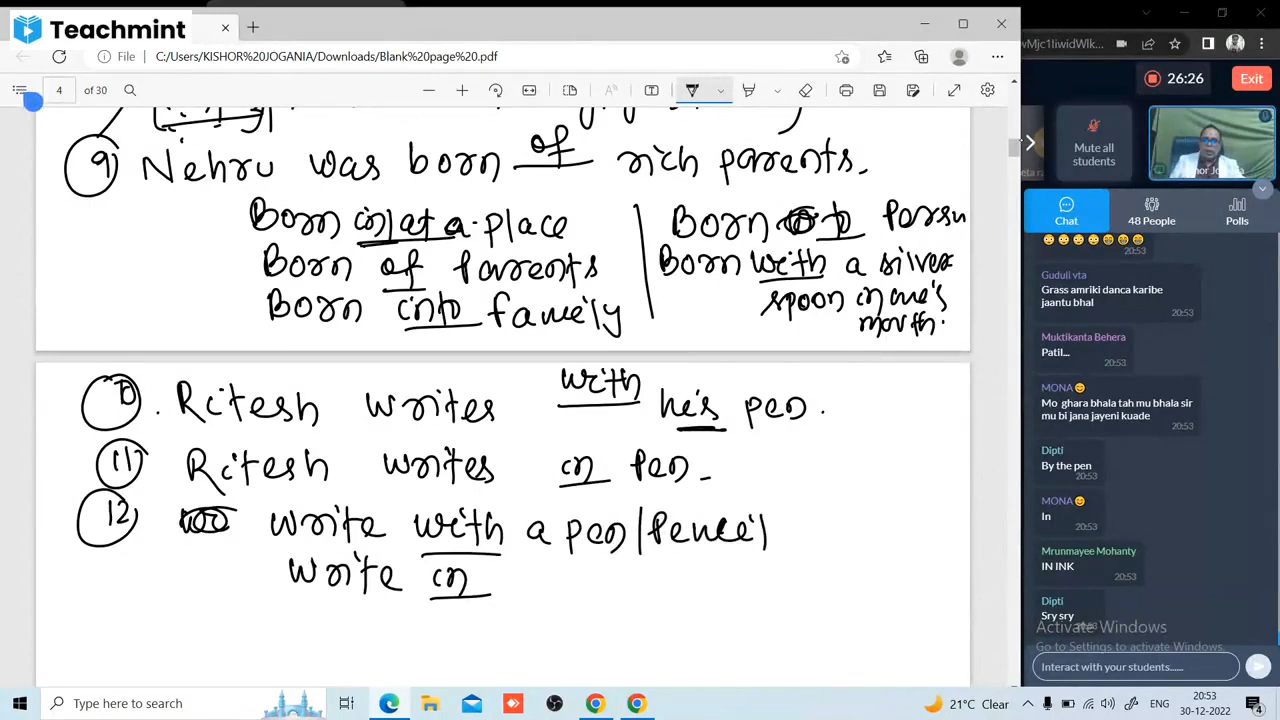 Teachmint
File C:/Users/KISHOR%20JOGANIA/Downloads/Blank%20page%20.pdf
wMjc1IiwidWlk...
4 of 30
26:26 Exit
Mute all
students
9 Nehru was born of rich parents.
Born in/at a place
Born of parents
Born into family
Born to person
Born with a silver
spoon in one's
mouth.
10. Ritesh writes with his pen.
11 Ritesh writes in pen.
12 write with a pen/pencil
write in
Chat 48 People Polls
20:53
Guduli vta
Grass amriki danca karibe
jaantu bhal
20:53
Muktikanta Behera
Patil...
20:53
MONA😊
Mo ghara bhala tah mu bhala sir
mu bi jana jayeni kuade
20:53
Dipti
By the pen
20:53
MONA😊
In
20:53
Mrunmayee Mohanty
IN INK
20:53
Dipti
Sry sry
20:53
Activate Windows
Go to Settings to activate Windows.
Interact with your students......
Type here to search
21°C Clear
ENG
20:53
30-12-2022
4